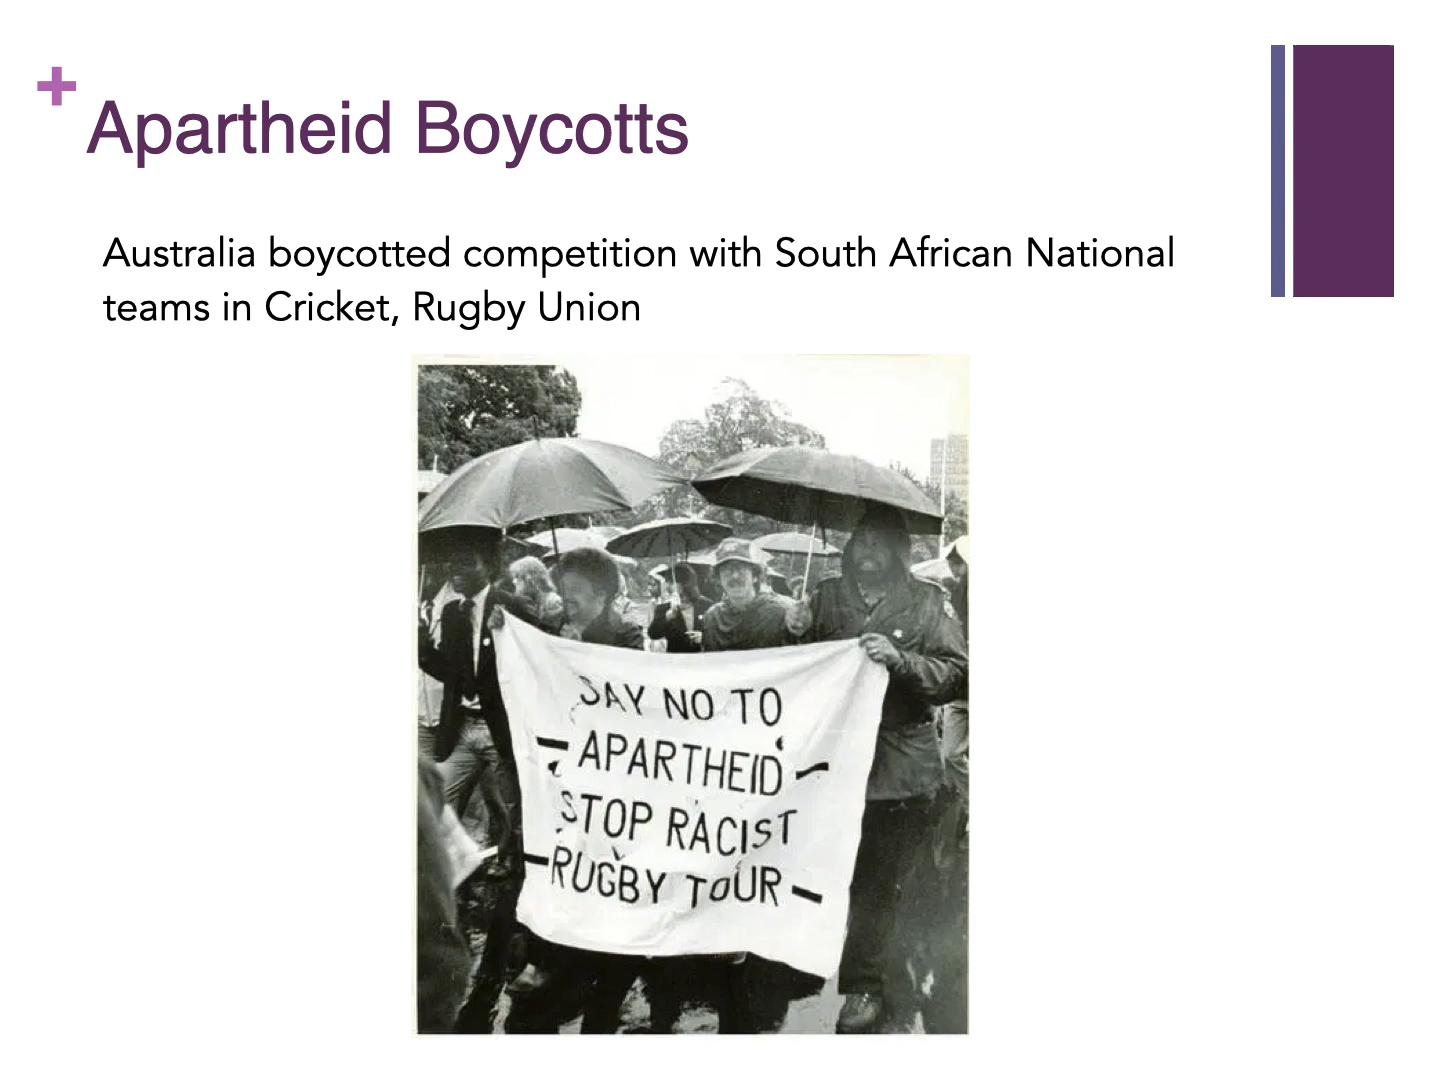 +
Apartheid Boycotts
Australia boycotted competition with South African National
teams in Cricket, Rugby Union
SAY NO TO
- APARTHEID -
STOP RACIST
- RUGBY TOUR -